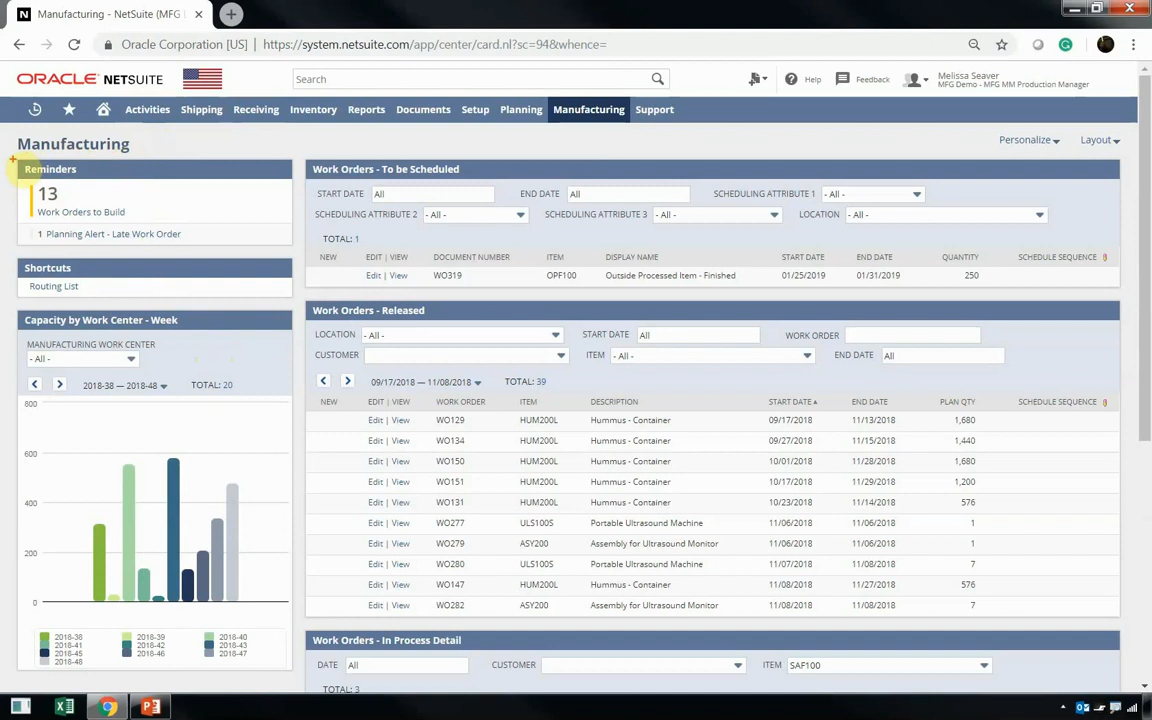 Manufacturing - NetSuite (MFG
Oracle Corporation [US] https://system.netsuite.com/app/center/card.nl?sc=94&whence=
ORACLE NETSUITE
Search
Help
Feedback
Melissa Seaver
MFG Demo - MFG MM Production Manager
Activities Shipping Receiving Inventory Reports Documents Setup Planning Manufacturing Support
Manufacturing
Personalize Layout
Reminders
13
Work Orders to Build
1 Planning Alert - Late Work Order
Shortcuts
Routing List
Capacity by Work Center - Week
MANUFACTURING WORK CENTER
- All -
2018-38 — 2018-48 TOTAL: 20
800
600
400
200
0
2018-38 2018-39 2018-40
2018-41 2018-42 2018-43
2018-45 2018-46 2018-47
2018-48
Work Orders - To be Scheduled
START DATE All END DATE All SCHEDULING ATTRIBUTE 1 - All -
SCHEDULING ATTRIBUTE 2 - All - SCHEDULING ATTRIBUTE 3 - All - LOCATION - All -
TOTAL: 1
NEW EDIT | VIEW DOCUMENT NUMBER ITEM DISPLAY NAME START DATE END DATE QUANTITY SCHEDULE SEQUENCE
Edit | View WO319 OPF100 Outside Processed Item - Finished 01/25/2019 01/31/2019 250
Work Orders - Released
LOCATION - All - START DATE All WORK ORDER
CUSTOMER ITEM - All - END DATE All
09/17/2018 — 11/08/2018 TOTAL: 39
NEW EDIT | VIEW WORK ORDER ITEM DESCRIPTION START DATE END DATE PLAN QTY SCHEDULE SEQUENCE
Edit | View WO129 HUM200L Hummus - Container 09/17/2018 11/13/2018 1,680
Edit | View WO134 HUM200L Hummus - Container 09/27/2018 11/15/2018 1,440
Edit | View WO150 HUM200L Hummus - Container 10/01/2018 11/28/2018 1,680
Edit | View WO151 HUM200L Hummus - Container 10/17/2018 11/29/2018 1,200
Edit | View WO131 HUM200L Hummus - Container 10/23/2018 11/14/2018 576
Edit | View WO277 ULS100S Portable Ultrasound Machine 11/06/2018 11/06/2018 1
Edit | View WO279 ASY200 Assembly for Ultrasound Monitor 11/06/2018 11/06/2018 1
Edit | View WO280 ULS100S Portable Ultrasound Machine 11/07/2018 11/08/2018 7
Edit | View WO147 HUM200L Hummus - Container 11/08/2018 11/27/2018 576
Edit | View WO282 ASY200 Assembly for Ultrasound Monitor 11/08/2018 11/08/2018 7
Work Orders - In Process Detail
DATE All CUSTOMER ITEM SAF100
TOTAL: 3